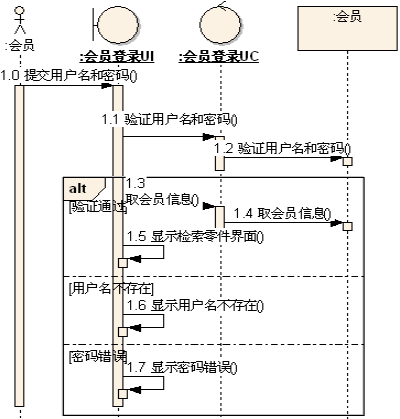 :会员
:会员登录UI
:会员登录UC
:会员
1.0 提交用户名和密码()
1.1 验证用户名和密码()
1.2 验证用户名和密码()
alt
1.3
取会员信息()
[验证通过]
1.4 取会员信息()
1.5 显示检索零件界面()
[用户名不存在]
1.6 显示用户名不存在()
[密码错误]
1.7 显示密码错误()